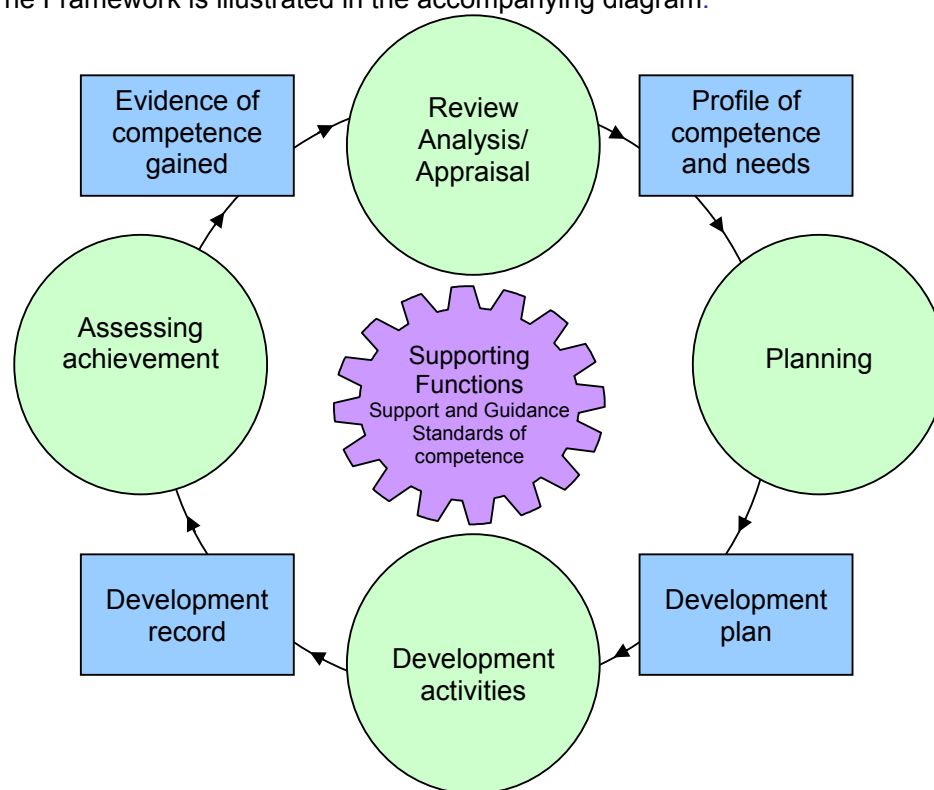 The Framework is illustrated in the accompanying diagram.
Evidence of
competence
gained
Review
Analysis/
Appraisal
Profile of
competence
and needs
Assessing
achievement
Supporting
Functions
Support and Guidance
Standards of
competence
Planning
Development
record
Development
activities
Development
plan